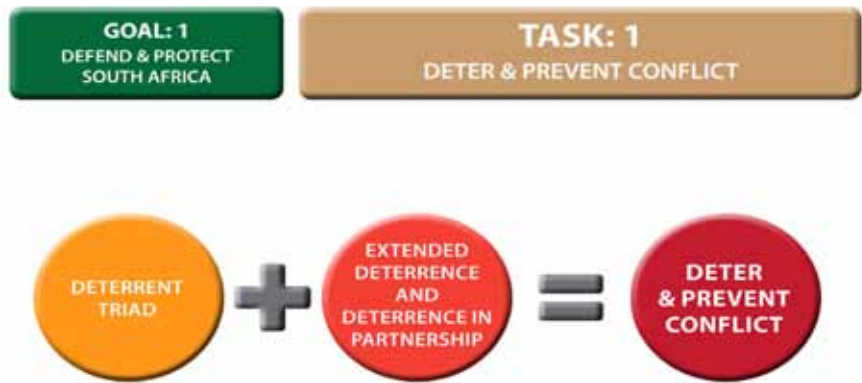 GOAL: 1
DEFEND & PROTECT
SOUTH AFRICA
TASK: 1
DETER & PREVENT CONFLICT
DETERRENT
TRIAD
EXTENDED
DETERRENCE
AND
DETERRENCE IN
PARTNERSHIP
DETER
& PREVENT
CONFLICT